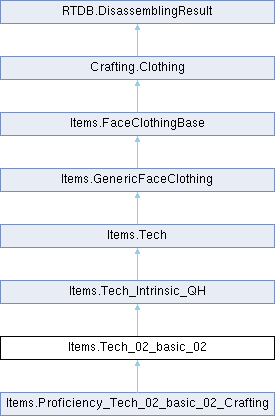 RTDB.DisassemblingResult
Crafting.Clothing
Items.FaceClothingBase
Items.GenericFaceClothing
Items.Tech
Items.Tech_Intrinsic_QH
Items.Tech_02_basic_02
Items.Proficiency_Tech_02_basic_02_Crafting